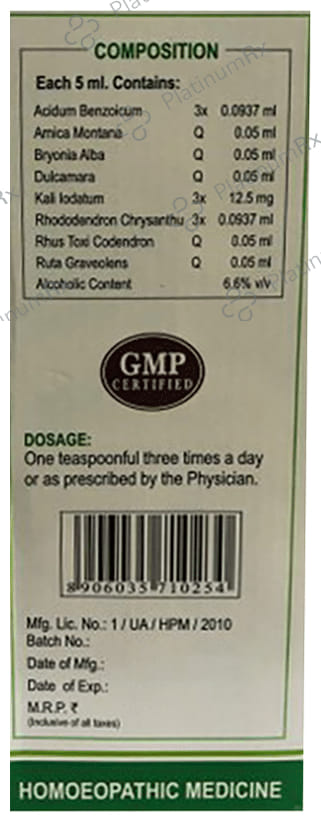 COMPOSITION
Each 5 ml. Contains:
Acidum Benzoicum 3x 0.0937 ml
Arnica Montana Q 0.05 ml
Bryonia Alba Q 0.05 ml
Dulcamara Q 0.05 ml
Kali Iodatum 3x 12.5 mg
Rhododendron Chrysanthu 3x 0.0937 ml
Rhus Toxi Codendron Q 0.05 ml
Ruta Graveolens Q 0.05 ml
Alcoholic Content 6.6% v/v
GMP
CERTIFIED
DOSAGE:
One teaspoonful three times a day
or as prescribed by the Physician.
8 906035 710254
Mfg. Lic. No.: 1 / UA / HPM / 2010
Batch No.:
Date of Mfg.:
Date of Exp.:
M.R.P. ₹
(Inclusive of all taxes)
HOMOEOPATHIC MEDICINE
PlatinumRx